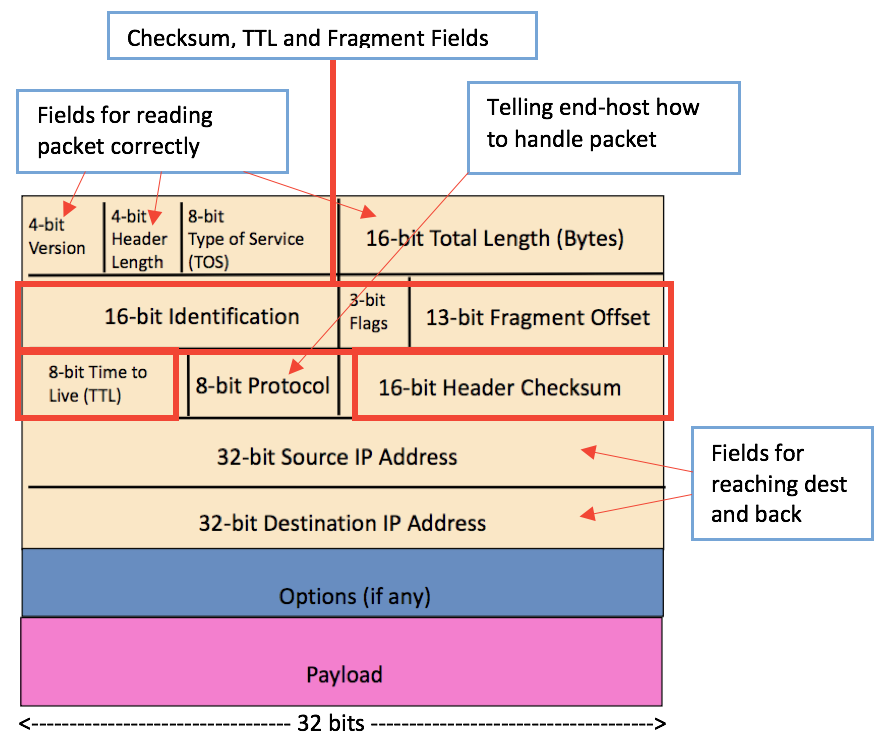 Checksum, TTL and Fragment Fields
Fields for reading
packet correctly
Telling end-host how
to handle packet
4-bit
Version
4-bit
Header
Length
8-bit
Type of Service
(TOS)
16-bit Total Length (Bytes)
16-bit Identification
3-bit
Flags
13-bit Fragment Offset
8-bit Time to
Live (TTL)
8-bit Protocol
16-bit Header Checksum
32-bit Source IP Address
Fields for
reaching dest
and back
32-bit Destination IP Address
Options (if any)
Payload
32 bits